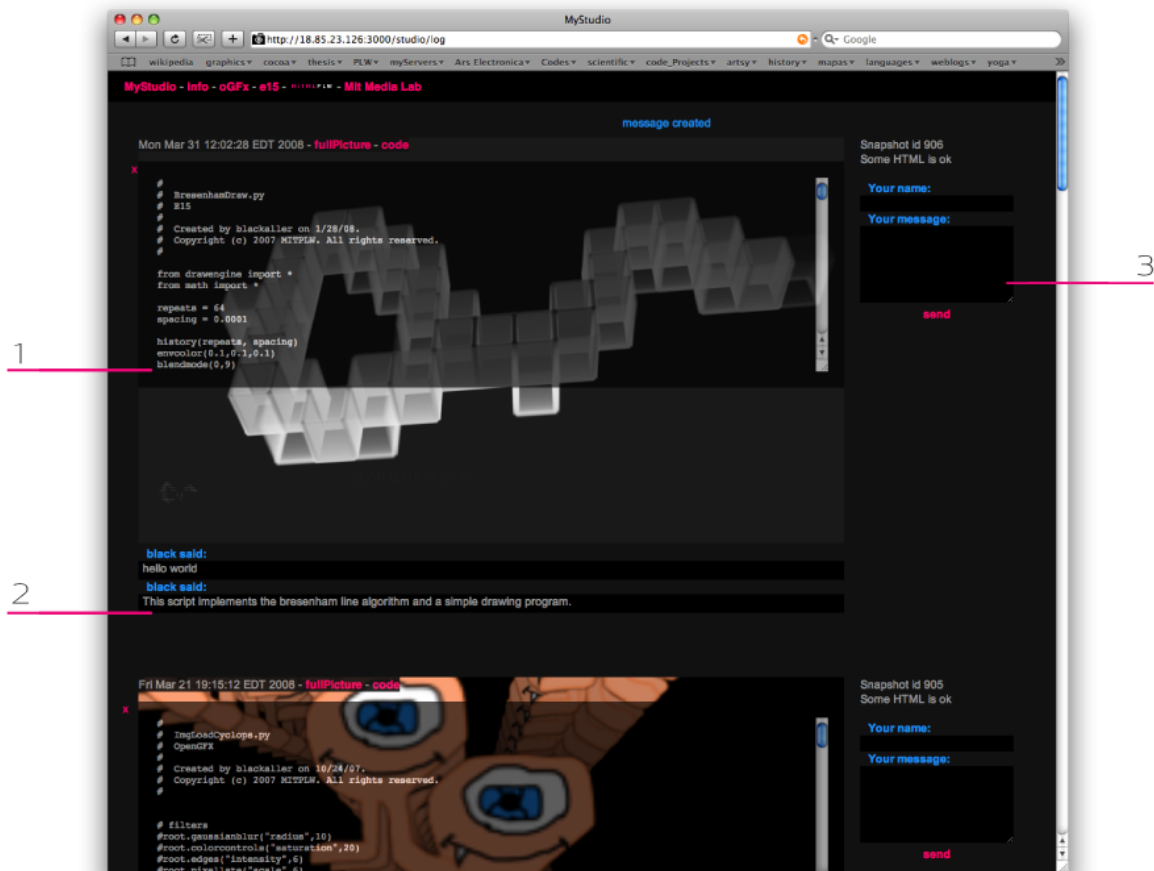 MyStudio
http://18.85.23.126:3000/studio/log
Google
wikipedia graphics cocoa thesis PLW myServers Ars Electronica Codes scientific code_Projects artsy history mapas languages weblogs yoga
MyStudio - info - oGFx - e15 - MITMLPLW - Mit Media Lab
message created
Mon Mar 31 12:02:28 EDT 2008 - fullPicture - code
x
#
# BresenhamDraw.py
# E15
#
# Created by blackaller on 1/28/08.
# Copyright (c) 2007 MITPLW. All rights reserved.
#
from drawengine import *
from math import *
repeats = 64
spacing = 0.0001
history(repeats, spacing)
envcolor(0.1,0.1,0.1)
blendmode(0,9)
Snapshot id 906
Some HTML is ok
Your name:
Your message:
send
1
3
black said:
hello world
black said:
This script implements the bresenham line algorithm and a simple drawing program.
2
Fri Mar 21 19:15:12 EDT 2008 - fullPicture - code
x
#
# ImgLoadCyclops.py
# OpenGFX
#
# Created by blackaller on 10/24/07.
# Copyright (c) 2007 MITPLW. All rights reserved.
#
# filters
#root.gaussianblur("radius",10)
#root.colorcontrols("saturation",20)
#root.edges("intensity",6)
#root.pixellate("scale",6)
Snapshot id 905
Some HTML is ok
Your name:
Your message:
send